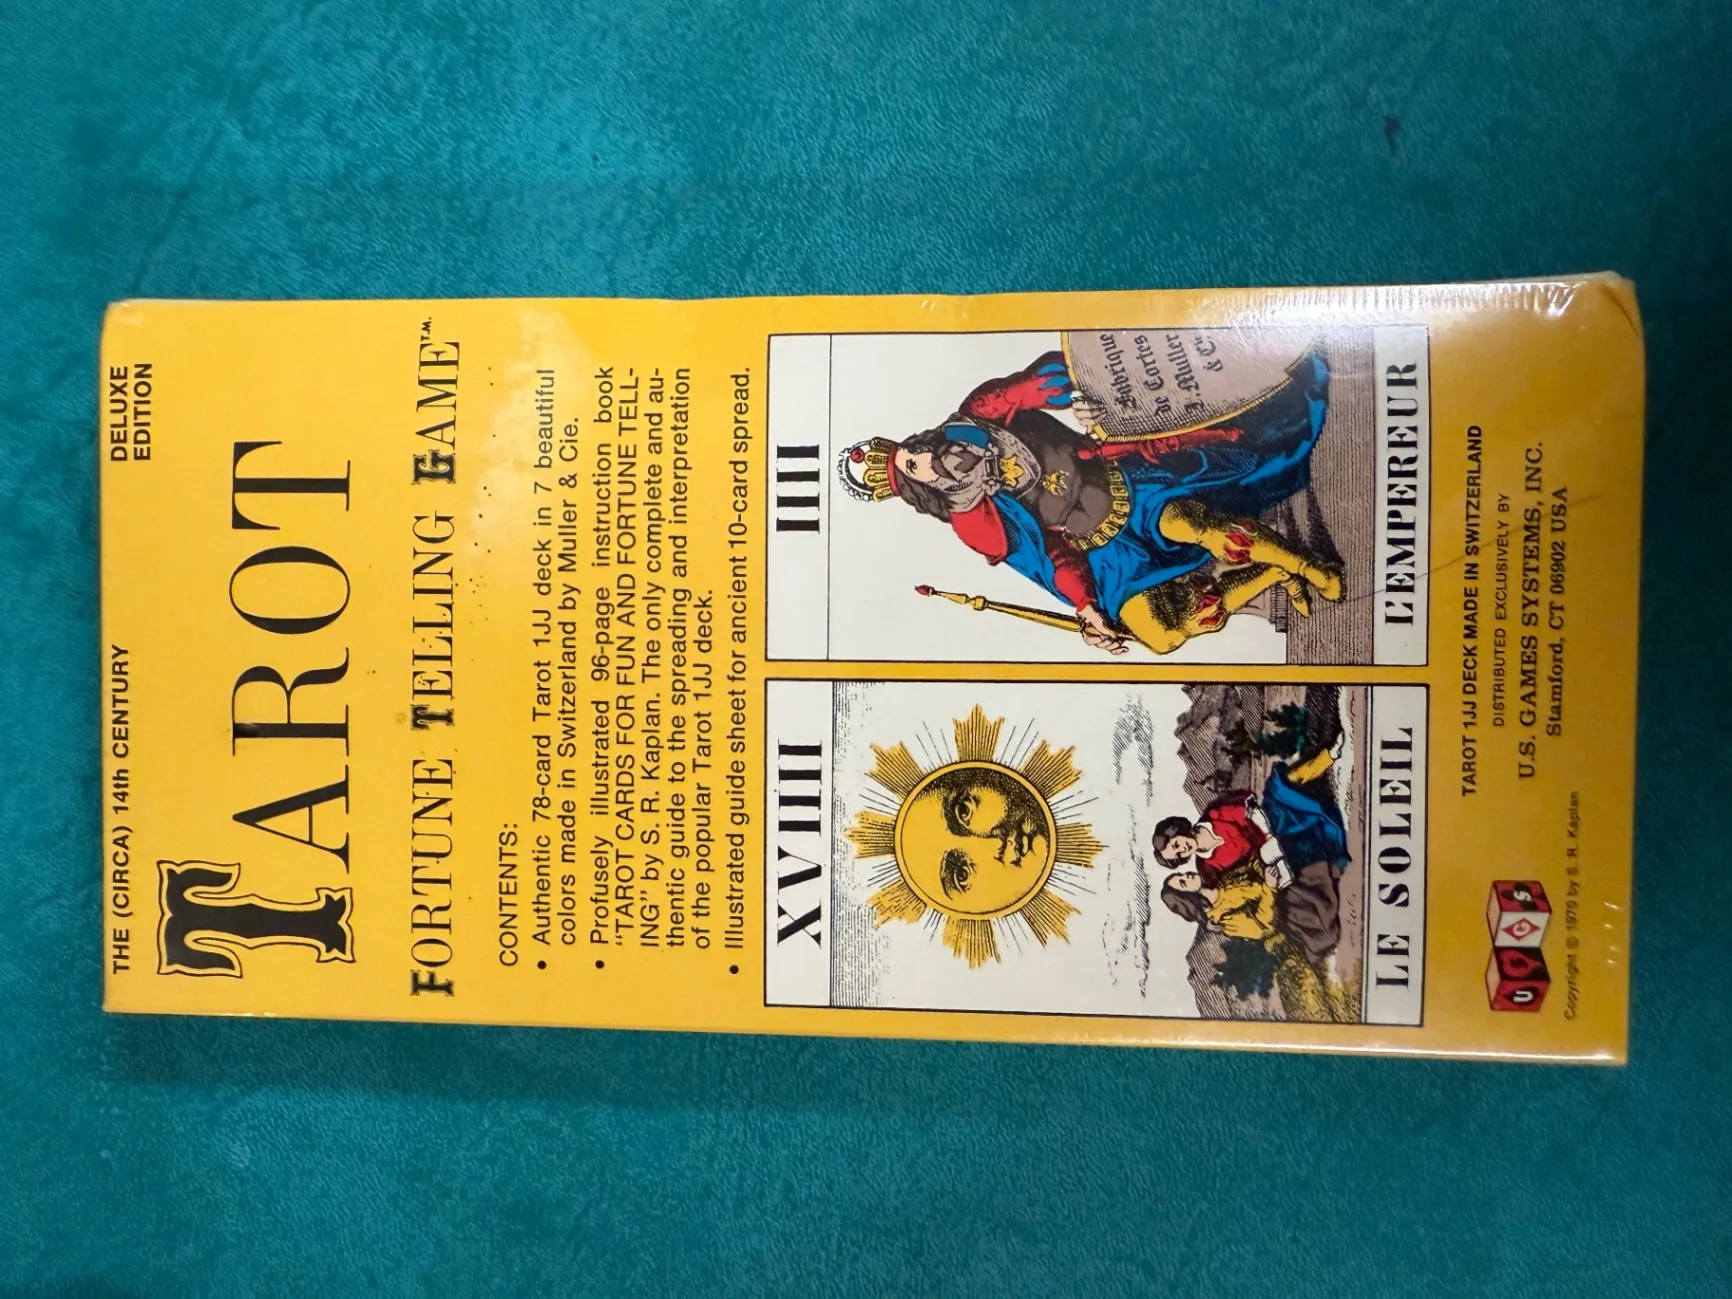 THE (CIRCA) 14th CENTURY
DELUXE
EDITION
TAROT
FORTUNE TELLING GAME T.M.
CONTENTS:
• Authentic 78-card Tarot 1JJ deck in 7 beautiful
colors made in Switzerland by Muller & Cie.
• Profusely illustrated 96-page instruction book
"TAROT CARDS FOR FUN AND FORTUNE TELL-
ING" by S. R. Kaplan. The only complete and au-
thentic guide to the spreading and interpretation
of the popular Tarot 1JJ deck.
• Illustrated guide sheet for ancient 10-card spread.
XVIIII
LE SOLEIL
IIII
Fabrique
de Cartes
J. Muller
& Cie
L'EMPEREUR
TAROT 1JJ DECK MADE IN SWITZERLAND
DISTRIBUTED EXCLUSIVELY BY
U.S. GAMES SYSTEMS, INC.
Stamford, CT 06902 USA
U G S
Copyright © 1970 by S. R. Kaplan